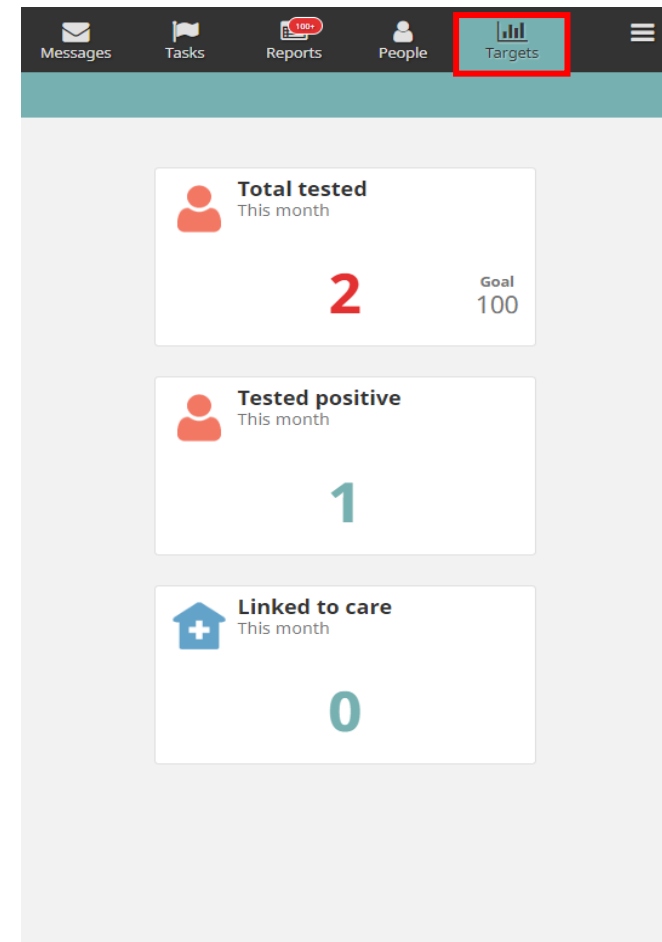 100+
Messages Tasks Reports People Targets
Total tested
This month
2
Goal
100
Tested positive
This month
1
Linked to care
This month
0